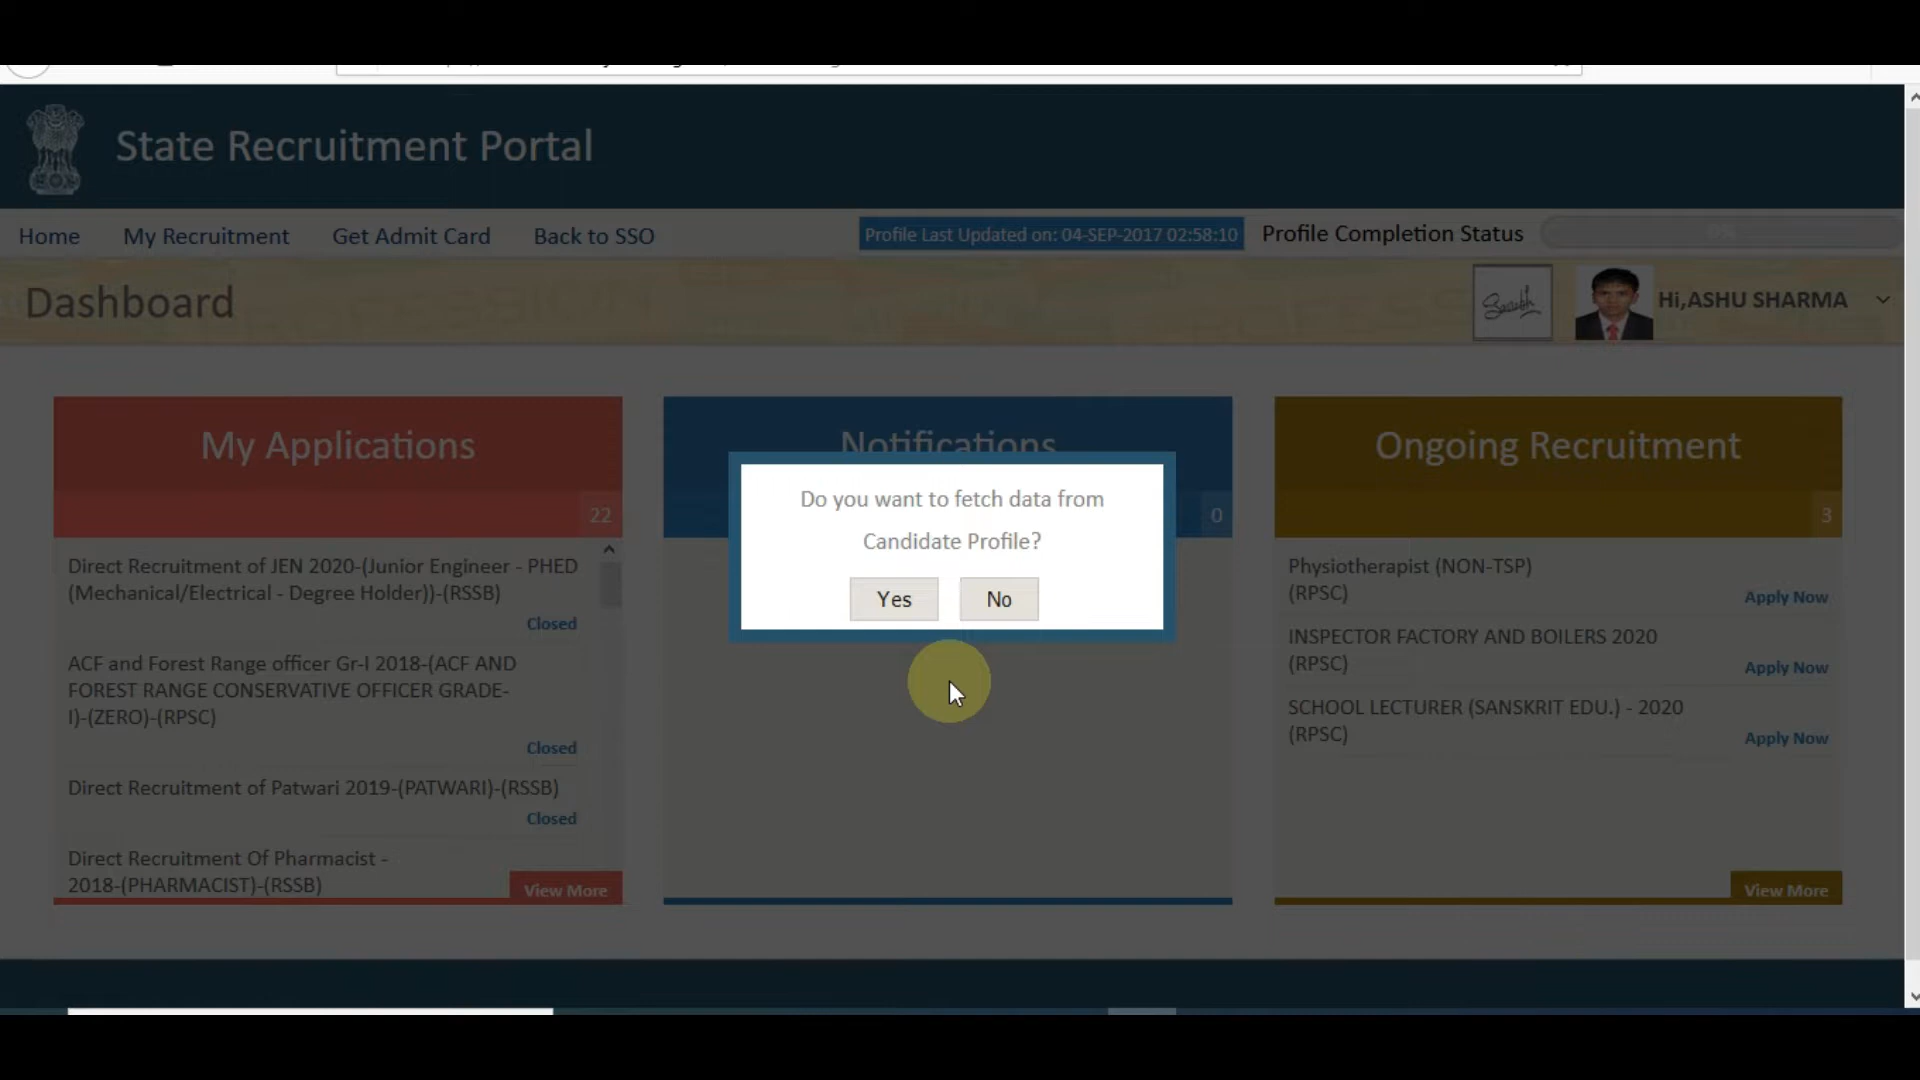 State Recruitment Portal
Home My Recruitment Get Admit Card Back to SSO Profile Last Updated on: 04-SEP-2017 02:58:10 Profile Completion Status
Dashboard Hi,ASHU SHARMA
My Applications
22
Direct Recruitment of JEN 2020-(Junior Engineer - PHED
(Mechanical/Electrical - Degree Holder))-(RSSB)
Closed
ACF and Forest Range officer Gr-I 2018-(ACF AND
FOREST RANGE CONSERVATIVE OFFICER GRADE-
I)-(ZERO)-(RPSC)
Closed
Direct Recruitment of Patwari 2019-(PATWARI)-(RSSB)
Closed
Direct Recruitment Of Pharmacist -
2018-(PHARMACIST)-(RSSB)
View More
Notifications
0
Do you want to fetch data from
Candidate Profile?
Yes No
Ongoing Recruitment
3
Physiotherapist (NON-TSP)
(RPSC)
Apply Now
INSPECTOR FACTORY AND BOILERS 2020
(RPSC)
Apply Now
SCHOOL LECTURER (SANSKRIT EDU.) - 2020
(RPSC)
Apply Now
View More